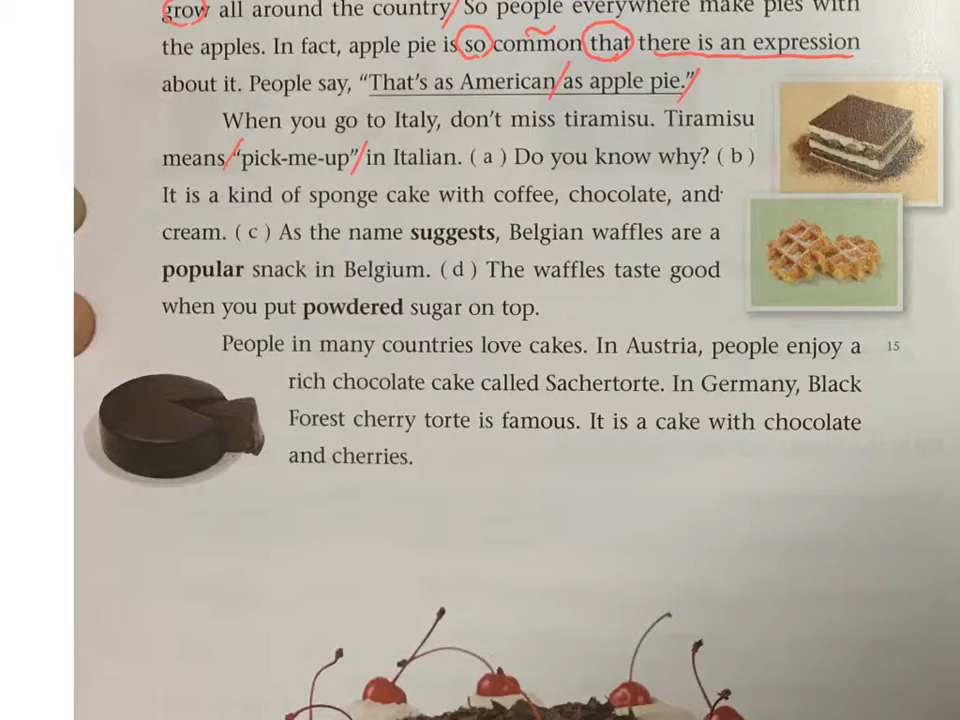 grow all around the country. So people everywhere make pies with
the apples. In fact, apple pie is so common that there is an expression
about it. People say, “That’s as American as apple pie.”
When you go to Italy, don’t miss tiramisu. Tiramisu
means “pick-me-up” in Italian. ( a ) Do you know why? ( b )
It is a kind of sponge cake with coffee, chocolate, and
cream. ( c ) As the name suggests, Belgian waffles are a
popular snack in Belgium. ( d ) The waffles taste good
when you put powdered sugar on top.
People in many countries love cakes. In Austria, people enjoy a 15
rich chocolate cake called Sachertorte. In Germany, Black
Forest cherry torte is famous. It is a cake with chocolate
and cherries.